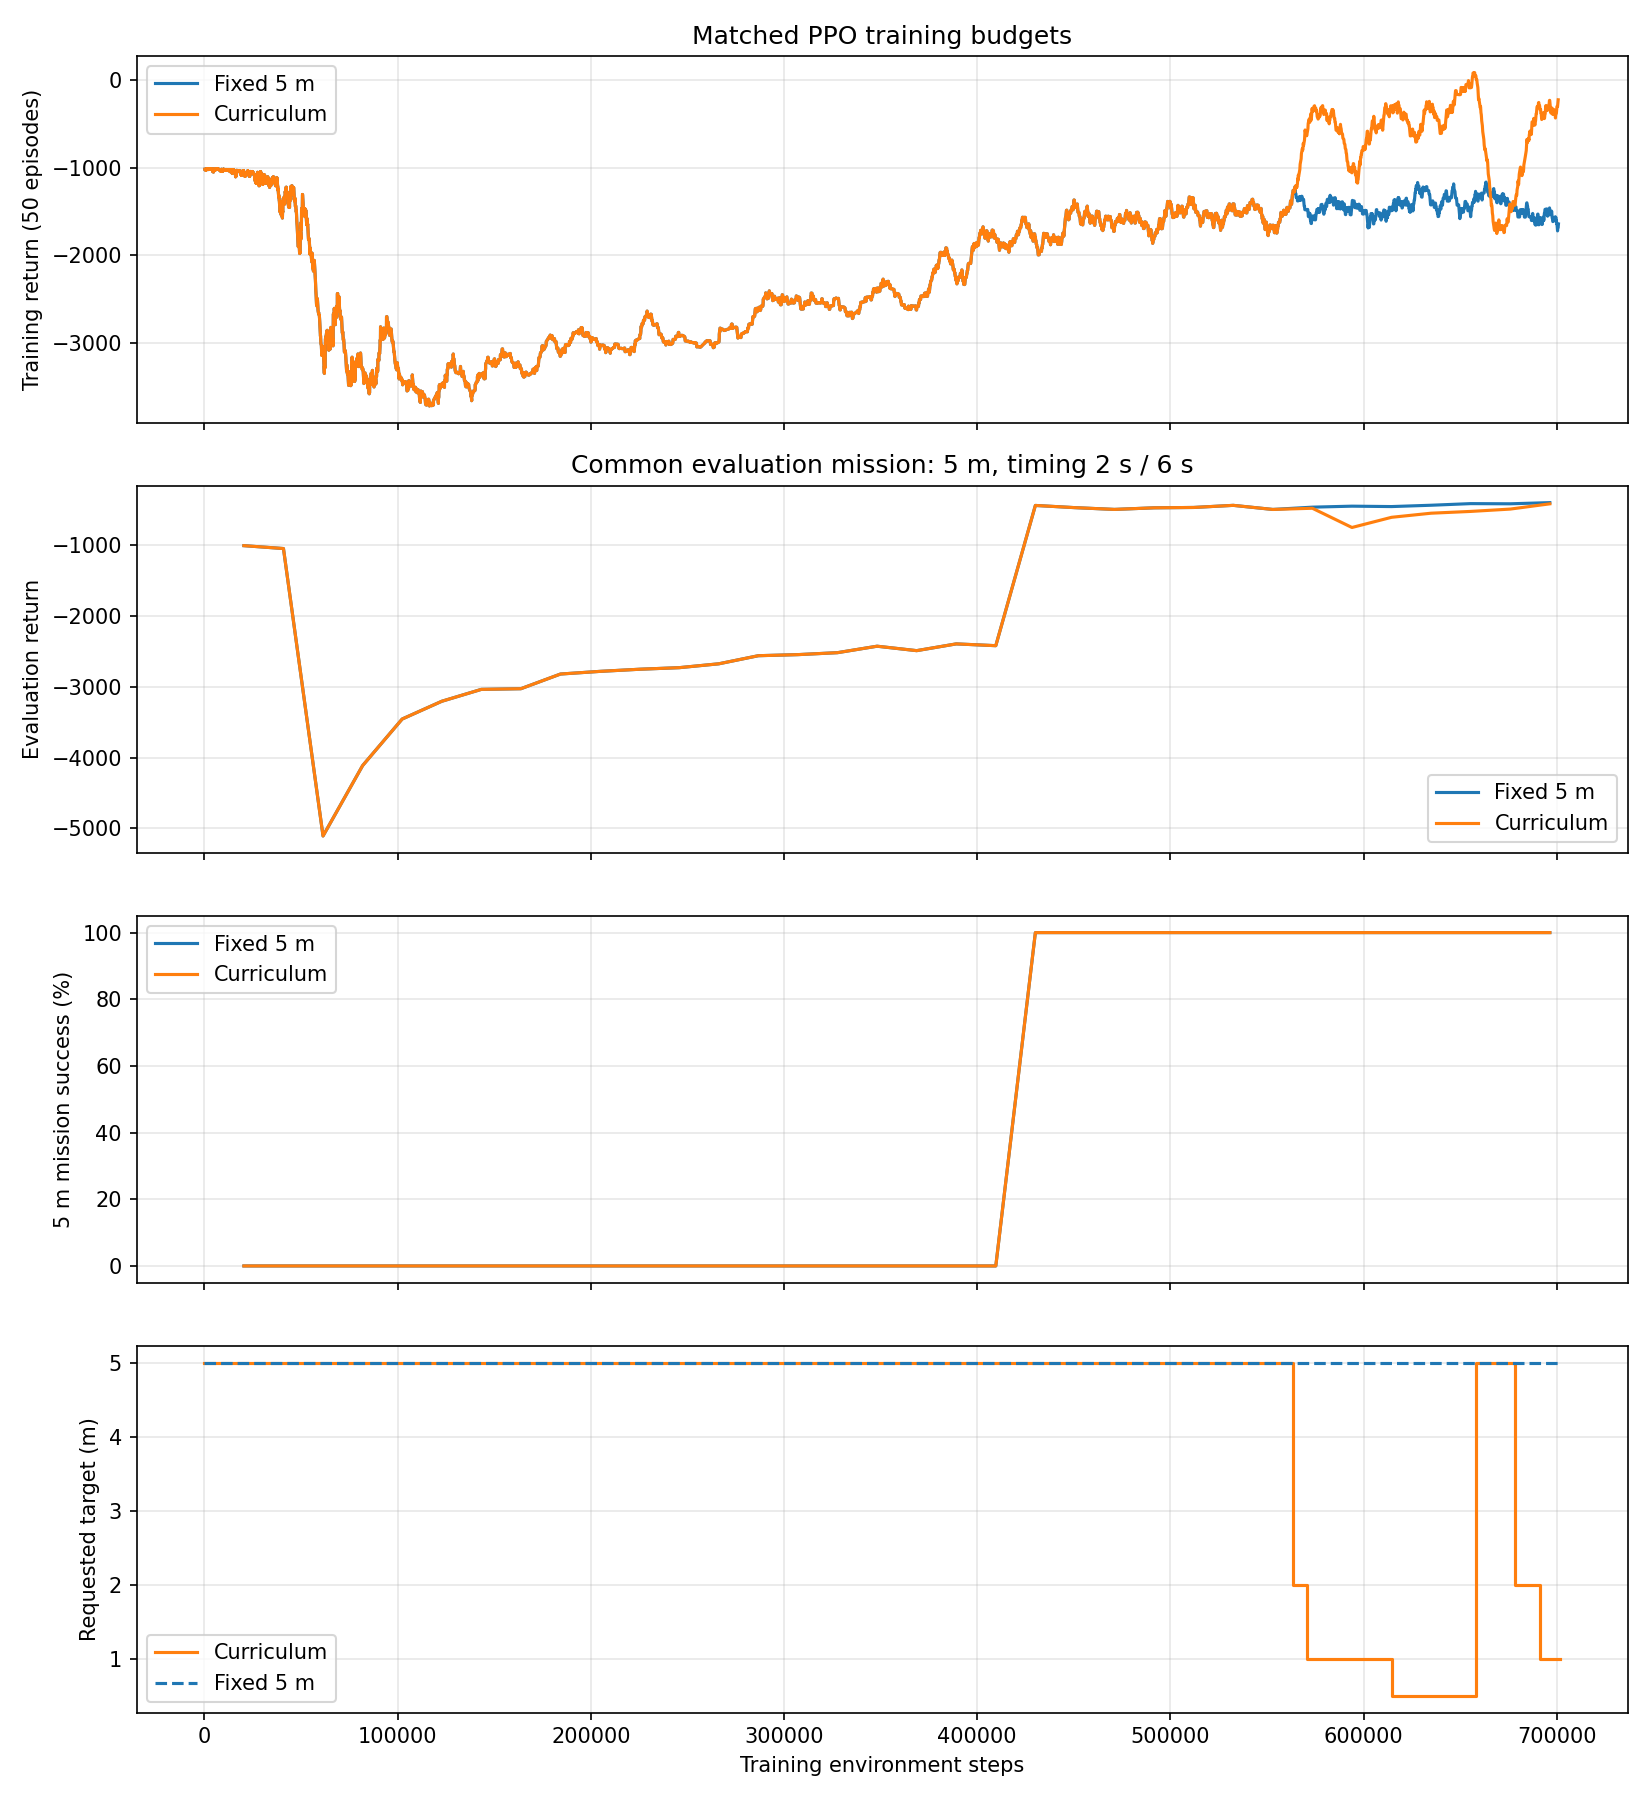 Matched PPO training budgets
Training return (50 episodes)
0
−1000
−2000
−3000
Fixed 5 m
Curriculum
Common evaluation mission: 5 m, timing 2 s / 6 s
Evaluation return
−1000
−2000
−3000
−4000
−5000
Fixed 5 m
Curriculum
5 m mission success (%)
100
80
60
40
20
0
Fixed 5 m
Curriculum
Requested target (m)
5
4
3
2
1
Curriculum
Fixed 5 m
0 100000 200000 300000 400000 500000 600000 700000
Training environment steps